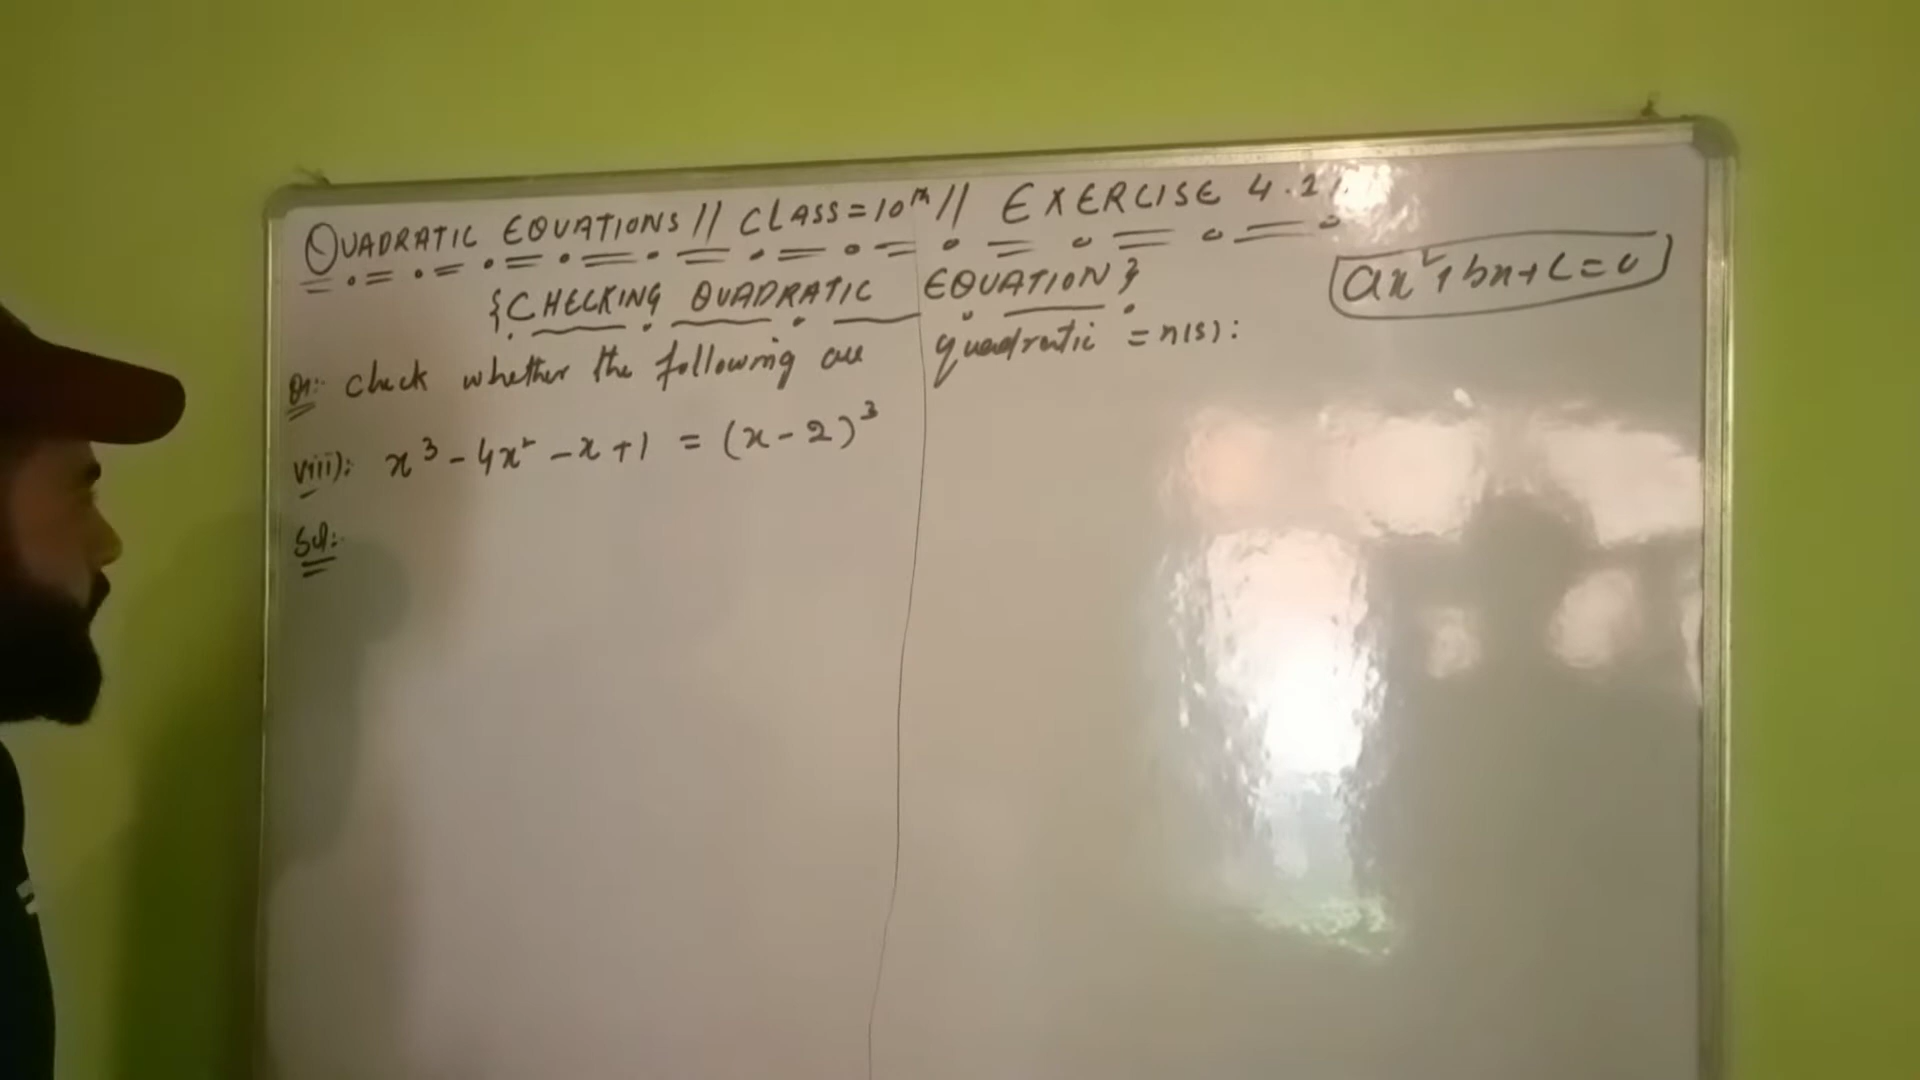 QUADRATIC EQUATIONS // CLASS = 10th // EXERCISE 4.2
{CHECKING QUADRATIC EQUATION}
ax²+bx+c=0
Q1:- check whether the following are quadratic =n(s):
viii): x³ - 4x² - x + 1 = (x - 2)³
Sol:-